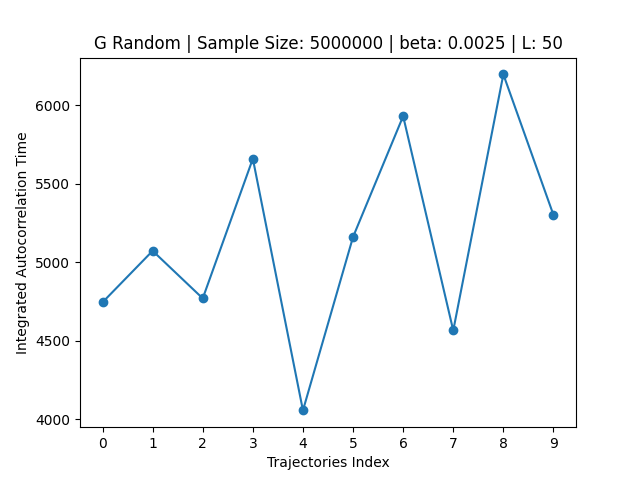 G Random | Sample Size: 5000000 | beta: 0.0025 | L: 50
Integrated Autocorrelation Time
6000
5500
5000
4500
4000
0 1 2 3 4 5 6 7 8 9
Trajectories Index